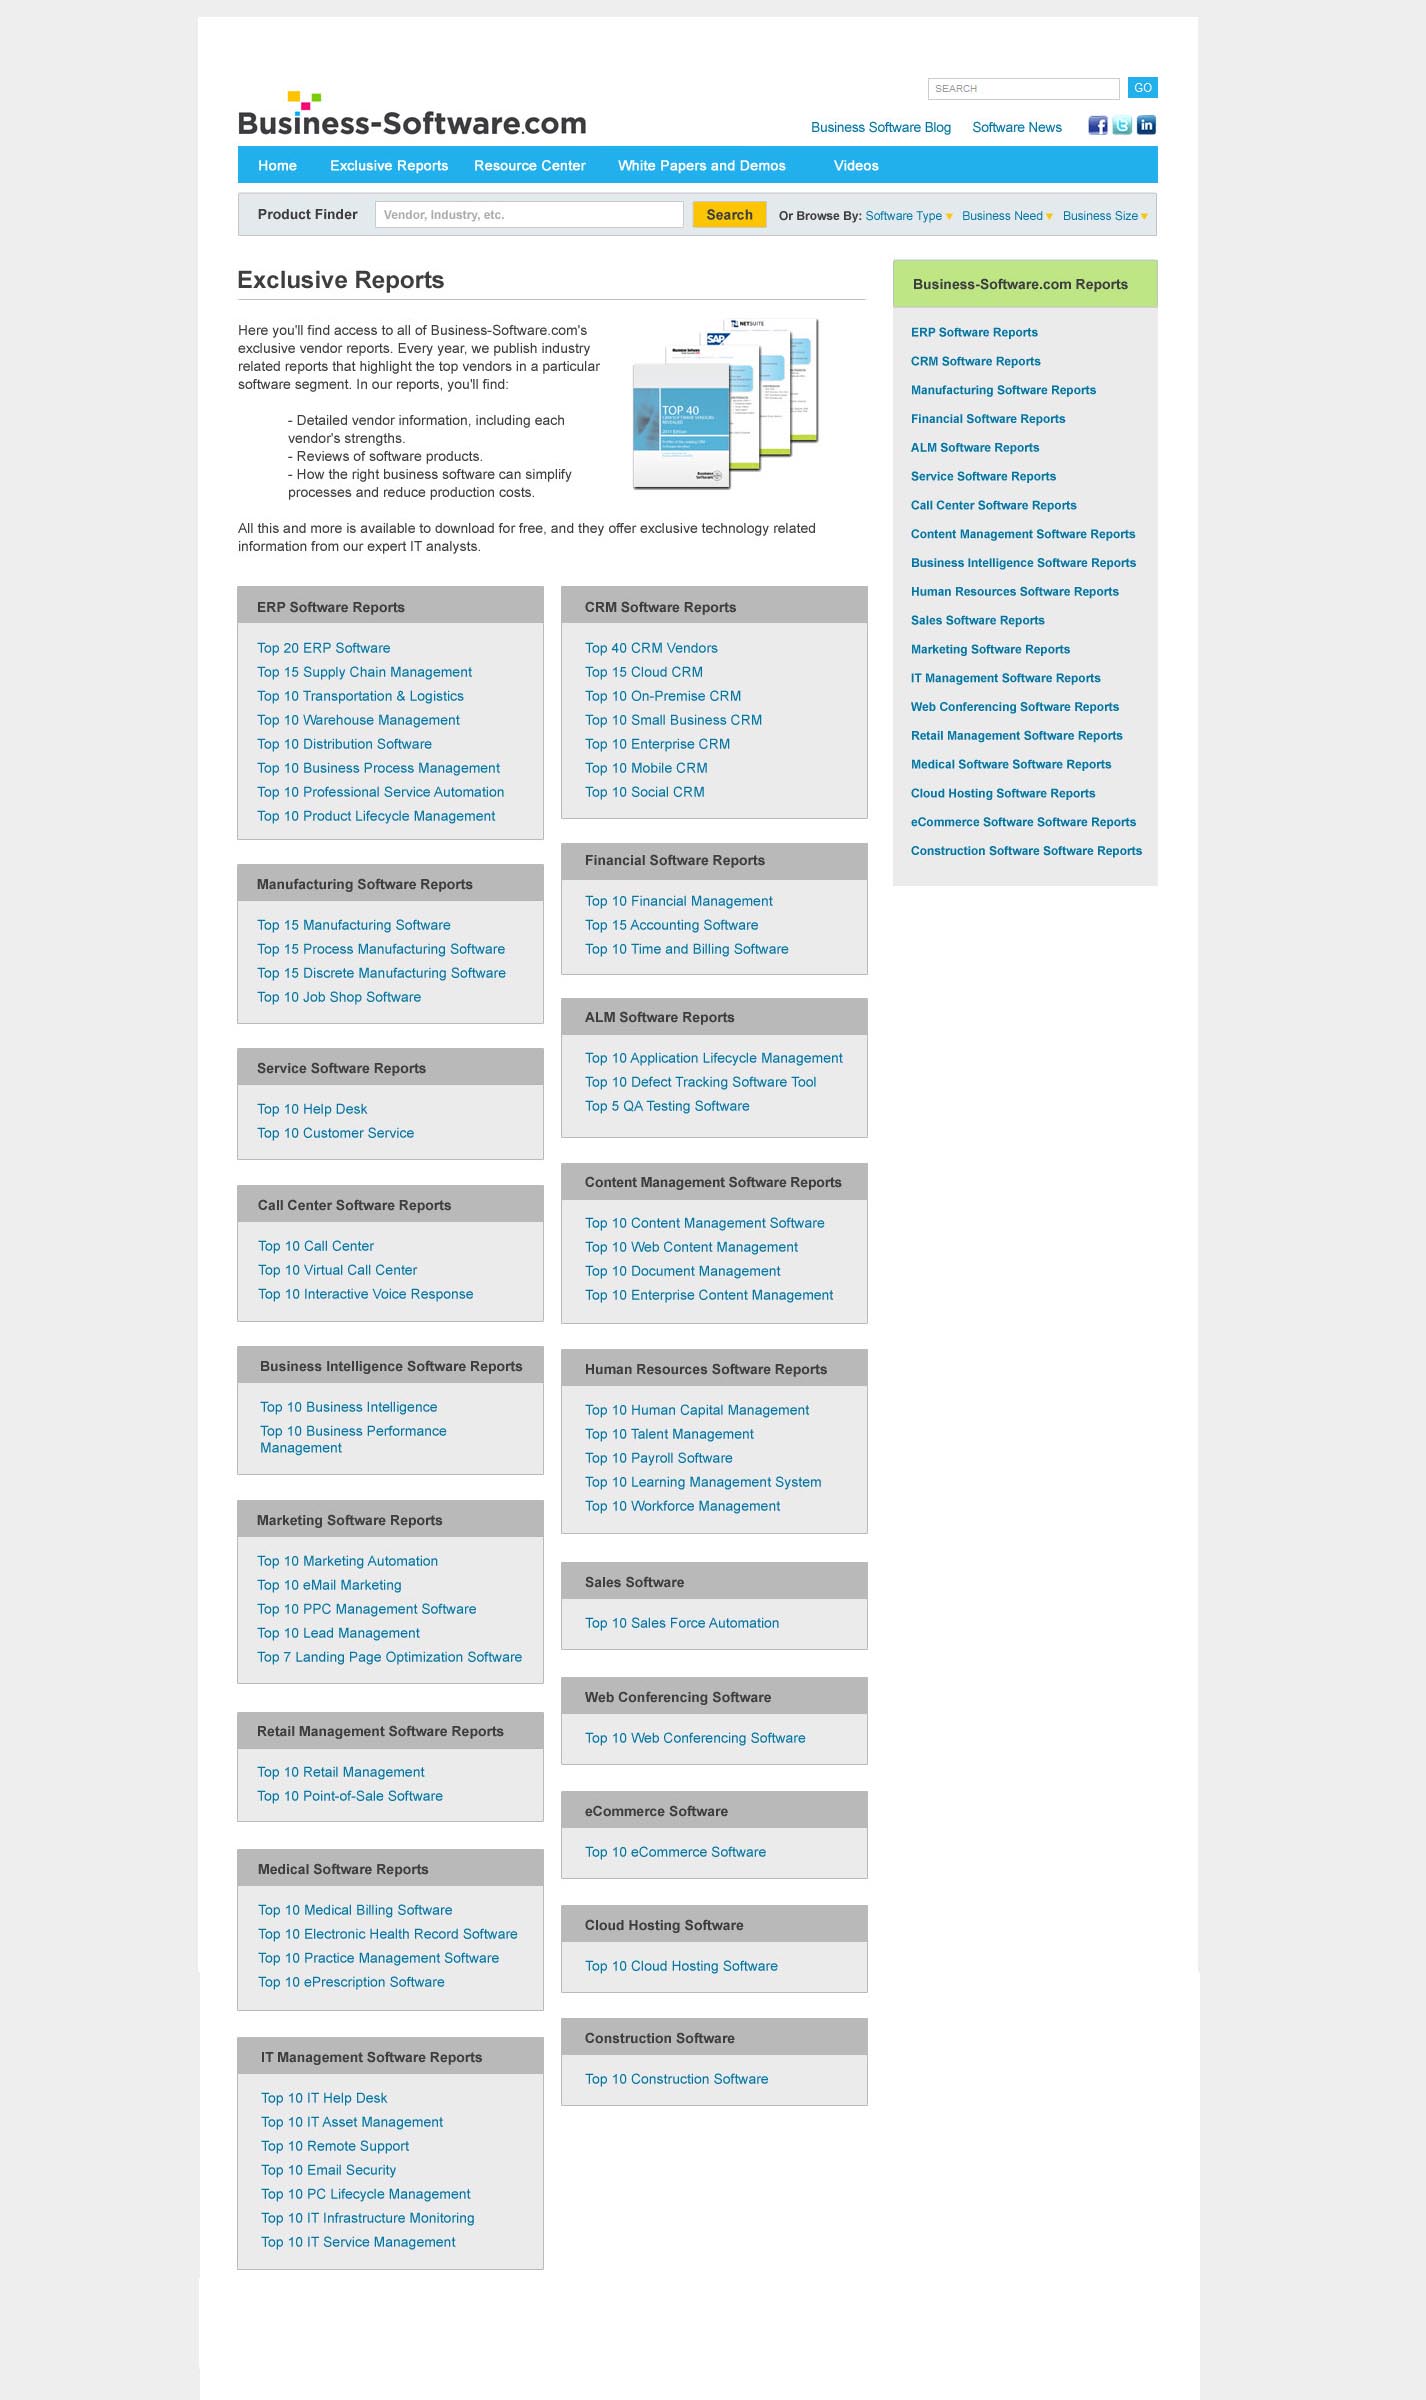 SEARCH
GO
Business-Software.com
Business Software Blog
Software News
Home
Exclusive Reports
Resource Center
White Papers and Demos
Videos
Product Finder
Vendor, Industry, etc.
Search
Or Browse By: Software Type
Business Need
Business Size
Exclusive Reports
Here you'll find access to all of Business-Software.com's
exclusive vendor reports. Every year, we publish industry
related reports that highlight the top vendors in a particular
software segment. In our reports, you'll find:
- Detailed vendor information, including each
vendor's strengths.
- Reviews of software products.
- How the right business software can simplify
processes and reduce production costs.
NETSUITE
SAP
TOP 40
All this and more is available to download for free, and they offer exclusive technology related
information from our expert IT analysts.
ERP Software Reports
Top 20 ERP Software
Top 15 Supply Chain Management
Top 10 Transportation & Logistics
Top 10 Warehouse Management
Top 10 Distribution Software
Top 10 Business Process Management
Top 10 Professional Service Automation
Top 10 Product Lifecycle Management
Manufacturing Software Reports
Top 15 Manufacturing Software
Top 15 Process Manufacturing Software
Top 15 Discrete Manufacturing Software
Top 10 Job Shop Software
Service Software Reports
Top 10 Help Desk
Top 10 Customer Service
Call Center Software Reports
Top 10 Call Center
Top 10 Virtual Call Center
Top 10 Interactive Voice Response
Business Intelligence Software Reports
Top 10 Business Intelligence
Top 10 Business Performance
Management
Marketing Software Reports
Top 10 Marketing Automation
Top 10 eMail Marketing
Top 10 PPC Management Software
Top 10 Lead Management
Top 7 Landing Page Optimization Software
Retail Management Software Reports
Top 10 Retail Management
Top 10 Point-of-Sale Software
Medical Software Reports
Top 10 Medical Billing Software
Top 10 Electronic Health Record Software
Top 10 Practice Management Software
Top 10 ePrescription Software
IT Management Software Reports
Top 10 IT Help Desk
Top 10 IT Asset Management
Top 10 Remote Support
Top 10 Email Security
Top 10 PC Lifecycle Management
Top 10 IT Infrastructure Monitoring
Top 10 IT Service Management
CRM Software Reports
Top 40 CRM Vendors
Top 15 Cloud CRM
Top 10 On-Premise CRM
Top 10 Small Business CRM
Top 10 Enterprise CRM
Top 10 Mobile CRM
Top 10 Social CRM
Financial Software Reports
Top 10 Financial Management
Top 15 Accounting Software
Top 10 Time and Billing Software
ALM Software Reports
Top 10 Application Lifecycle Management
Top 10 Defect Tracking Software Tool
Top 5 QA Testing Software
Content Management Software Reports
Top 10 Content Management Software
Top 10 Web Content Management
Top 10 Document Management
Top 10 Enterprise Content Management
Human Resources Software Reports
Top 10 Human Capital Management
Top 10 Talent Management
Top 10 Payroll Software
Top 10 Learning Management System
Top 10 Workforce Management
Sales Software
Top 10 Sales Force Automation
Web Conferencing Software
Top 10 Web Conferencing Software
eCommerce Software
Top 10 eCommerce Software
Cloud Hosting Software
Top 10 Cloud Hosting Software
Construction Software
Top 10 Construction Software
Business-Software.com Reports
ERP Software Reports
CRM Software Reports
Manufacturing Software Reports
Financial Software Reports
ALM Software Reports
Service Software Reports
Call Center Software Reports
Content Management Software Reports
Business Intelligence Software Reports
Human Resources Software Reports
Sales Software Reports
Marketing Software Reports
IT Management Software Reports
Web Conferencing Software Reports
Retail Management Software Reports
Medical Software Software Reports
Cloud Hosting Software Reports
eCommerce Software Software Reports
Construction Software Software Reports